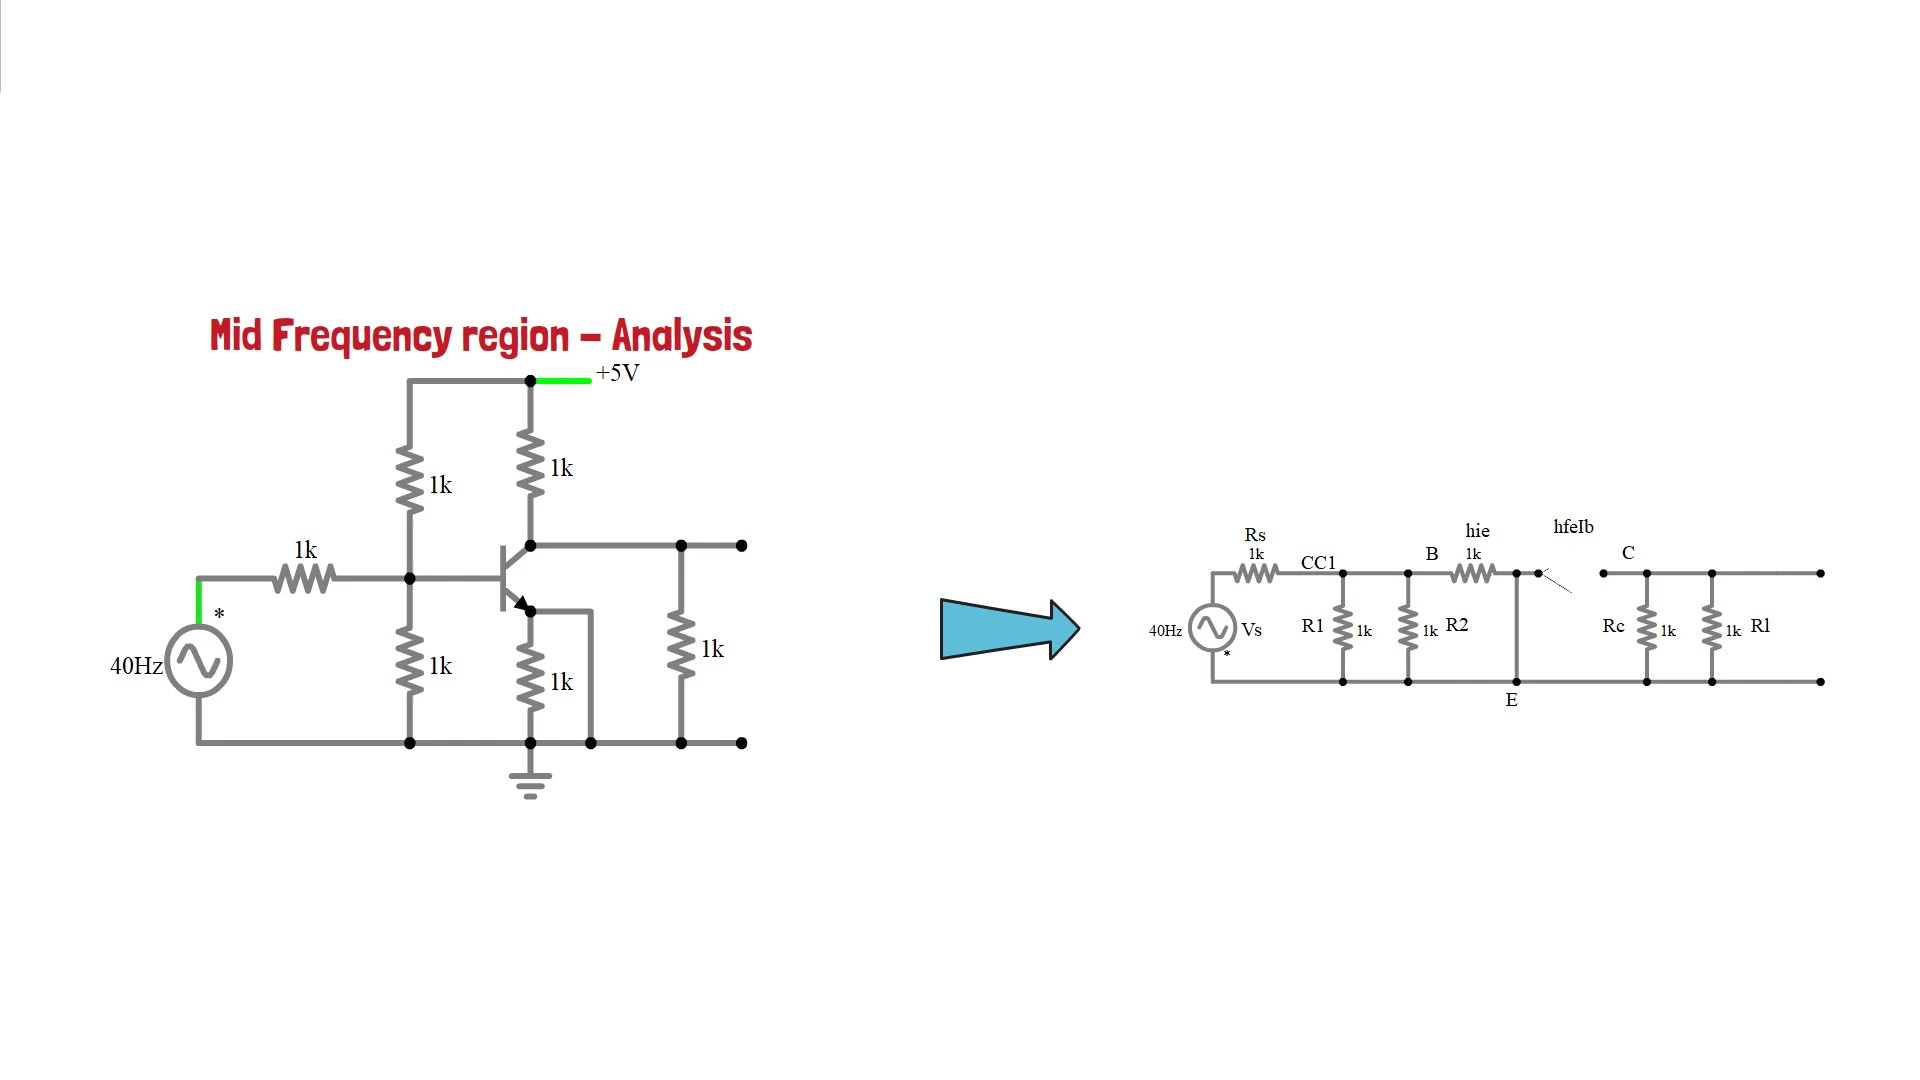 Mid Frequency region - Analysis
+5V
1k
1k
1k
*
40Hz
1k
1k
1k
hfeIb
hie
Rs
1k
1k
B
C
CC1
40Hz
Vs
*
R1
1k
1k
R2
Rc
1k
1k
Rl
E